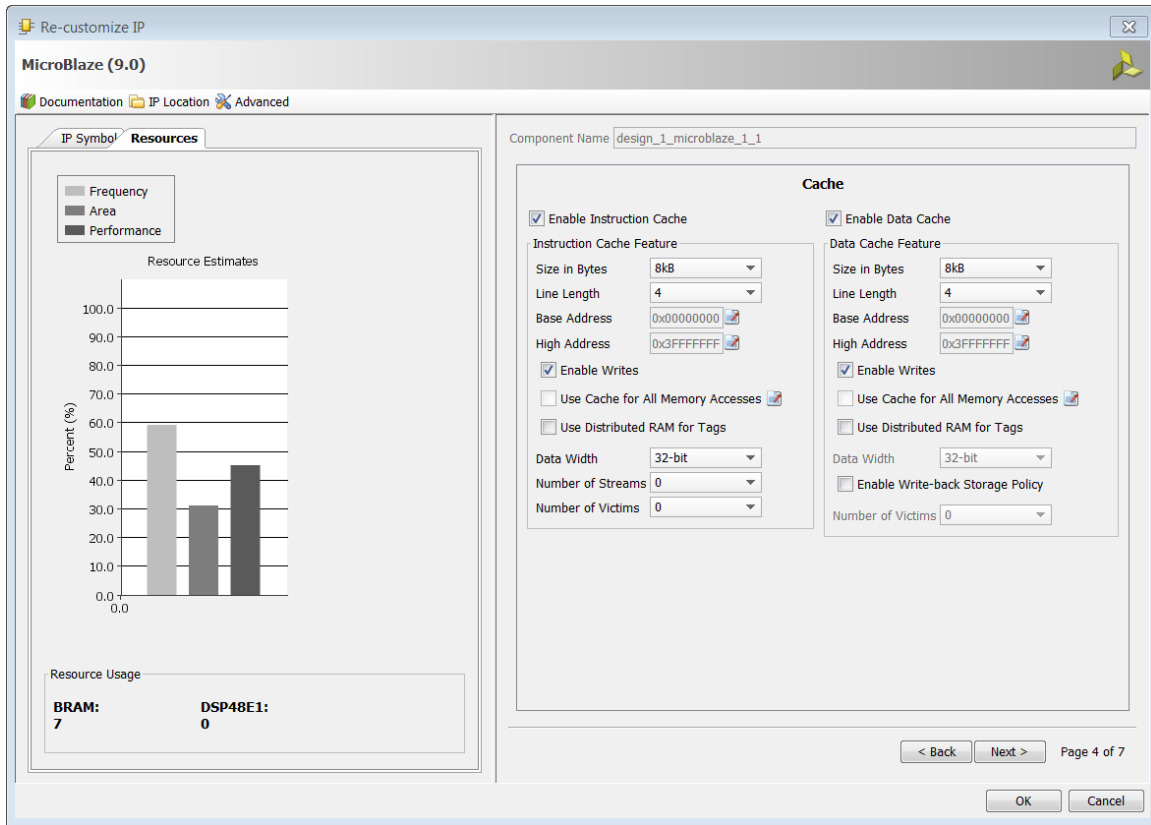 Re-customize IP
MicroBlaze (9.0)
Documentation IP Location Advanced
IP Symbol Resources
Frequency
Area
Performance
Resource Estimates
100.0
90.0
80.0
70.0
60.0
50.0
40.0
30.0
20.0
10.0
0.0
0.0
Percent (%)
Resource Usage
BRAM: DSP48E1:
7 0
Component Name design_1_microblaze_1_1
Cache
Enable Instruction Cache
Instruction Cache Feature
Size in Bytes 8kB
Line Length 4
Base Address 0x00000000
High Address 0x3FFFFFFF
Enable Writes
Use Cache for All Memory Accesses
Use Distributed RAM for Tags
Data Width 32-bit
Number of Streams 0
Number of Victims 0
Enable Data Cache
Data Cache Feature
Size in Bytes 8kB
Line Length 4
Base Address 0x00000000
High Address 0x3FFFFFFF
Enable Writes
Use Cache for All Memory Accesses
Use Distributed RAM for Tags
Data Width 32-bit
Enable Write-back Storage Policy
Number of Victims 0
< Back Next > Page 4 of 7
OK Cancel